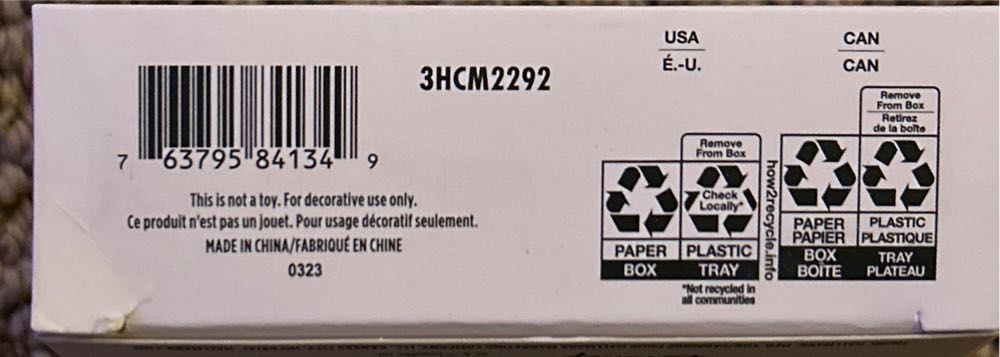 7 63795 84134 9
This is not a toy. For decorative use only.
Ce produit n'est pas un jouet. Pour usage décoratif seulement.
MADE IN CHINA/FABRIQUÉ EN CHINE
0323
3HCM2292
USA
É.-U.
Remove
From Box
Check
Locally*
PAPER
BOX
PLASTIC
TRAY
*Not recycled in
all communities
how2recycle.info
CAN
CAN
Remove
From Box
Retirez
de la boîte
PAPER
PAPIER
BOX
BOÎTE
PLASTIC
PLASTIQUE
TRAY
PLATEAU